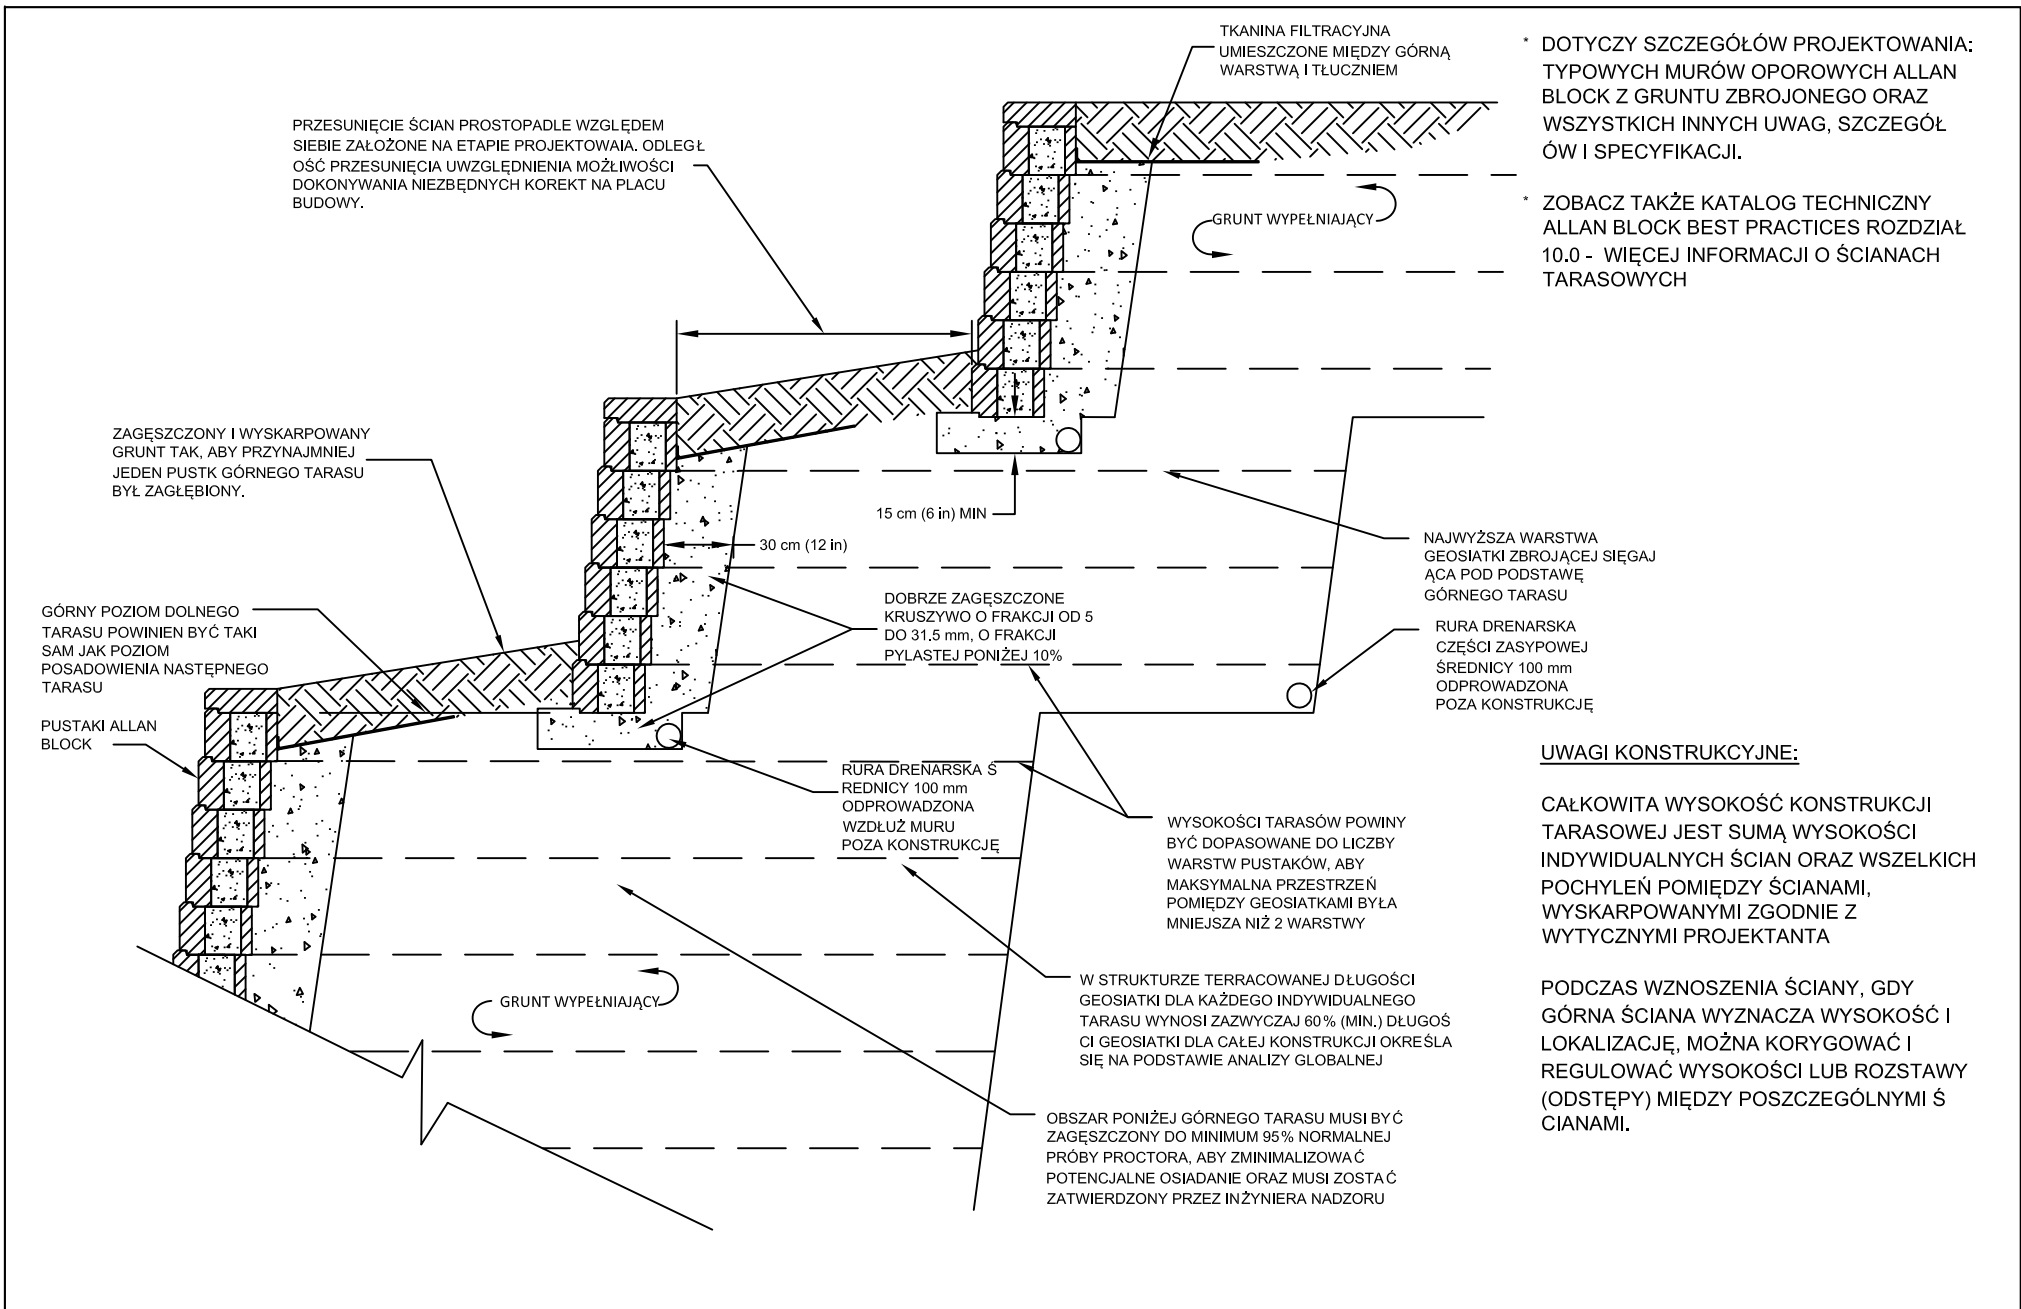 TKANINA FILTRACYJNA
UMIESZCZONE MIĘDZY GÓRNĄ
WARSTWĄ I TŁUCZNIEM
* DOTYCZY SZCZEGÓŁÓW PROJEKTOWANIA:
TYPOWYCH MURÓW OPOROWYCH ALLAN
BLOCK Z GRUNTU ZBROJONEGO ORAZ
WSZYSTKICH INNYCH UWAG, SZCZEGÓŁ
ÓW I SPECYFIKACJI.
* ZOBACZ TAKŻE KATALOG TECHNICZNY
ALLAN BLOCK BEST PRACTICES ROZDZIAŁ
10.0 - WIĘCEJ INFORMACJI O ŚCIANACH
TARASOWYCH
PRZESUNIĘCIE ŚCIAN PROSTOPADLE WZGLĘDEM
SIEBIE ZAŁOŻONE NA ETAPIE PROJEKTOWAIA. ODLEGŁ
OŚĆ PRZESUNIĘCIA UWZGLĘDNIENIA MOŻLIWOŚCI
DOKONYWANIA NIEZBĘDNYCH KOREKT NA PLACU
BUDOWY.
GRUNT WYPEŁNIAJĄCY
ZAGĘSZCZONY I WYSKARPOWANY
GRUNT TAK, ABY PRZYNAJMNIEJ
JEDEN PUSTK GÓRNEGO TARASU
BYŁ ZAGŁĘBIONY.
15 cm (6 in) MIN
30 cm (12 in)
NAJWYŻSZA WARSTWA
GEOSIATKI ZBROJĄCEJ SIĘGAJ
ĄCA POD PODSTAWĘ
GÓRNEGO TARASU
GÓRNY POZIOM DOLNEGO
TARASU POWINIEN BYĆ TAKI
SAM JAK POZIOM
POSADOWIENIA NASTĘPNEGO
TARASU
DOBRZE ZAGĘSZCZONE
KRUSZYWO O FRAKCJI OD 5
DO 31.5 mm, O FRAKCJI
PYLASTEJ PONIŻEJ 10%
RURA DRENARSKA
CZĘŚCI ZASYPOWEJ
ŚREDNICY 100 mm
ODPROWADZONA
POZA KONSTRUKCJĘ
PUSTAKI ALLAN
BLOCK
RURA DRENARSKA Ś
REDNICY 100 mm
ODPROWADZONA
WZDŁUŻ MURU
POZA KONSTRUKCJĘ
WYSOKOŚCI TARASÓW POWINY
BYĆ DOPASOWANE DO LICZBY
WARSTW PUSTAKÓW, ABY
MAKSYMALNA PRZESTRZEŃ
POMIĘDZY GEOSIATKAMI BYŁA
MNIEJSZA NIŻ 2 WARSTWY
UWAGI KONSTRUKCYJNE:
CAŁKOWITA WYSOKOŚĆ KONSTRUKCJI
TARASOWEJ JEST SUMĄ WYSOKOŚCI
INDYWIDUALNYCH ŚCIAN ORAZ WSZELKICH
POCHYLEŃ POMIĘDZY ŚCIANAMI,
WYSKARPOWANYMI ZGODNIE Z
WYTYCZNYMI PROJEKTANTA
GRUNT WYPEŁNIAJĄCY
W STRUKTURZE TERRACOWANEJ DŁUGOŚCI
GEOSIATKI DLA KAŻDEGO INDYWIDUALNEGO
TARASU WYNOSI ZAZWYCZAJ 60% (MIN.) DŁUGOŚ
CI GEOSIATKI DLA CAŁEJ KONSTRUKCJI OKREŚLA
SIĘ NA PODSTAWIE ANALIZY GLOBALNEJ
PODCZAS WZNOSZENIA ŚCIANY, GDY
GÓRNA ŚCIANA WYZNACZA WYSOKOŚĆ I
LOKALIZACJĘ, MOŻNA KORYGOWAĆ I
REGULOWAĆ WYSOKOŚCI LUB ROZSTAWY
(ODSTĘPY) MIĘDZY POSZCZEGÓLNYMI Ś
CIANAMI.
OBSZAR PONIŻEJ GÓRNEGO TARASU MUSI BYĆ
ZAGĘSZCZONY DO MINIMUM 95% NORMALNEJ
PRÓBY PROCTORA, ABY ZMINIMALIZOWAĆ
POTENCJALNE OSIADANIE ORAZ MUSI ZOSTAĆ
ZATWIERDZONY PRZEZ INŻYNIERA NADZORU